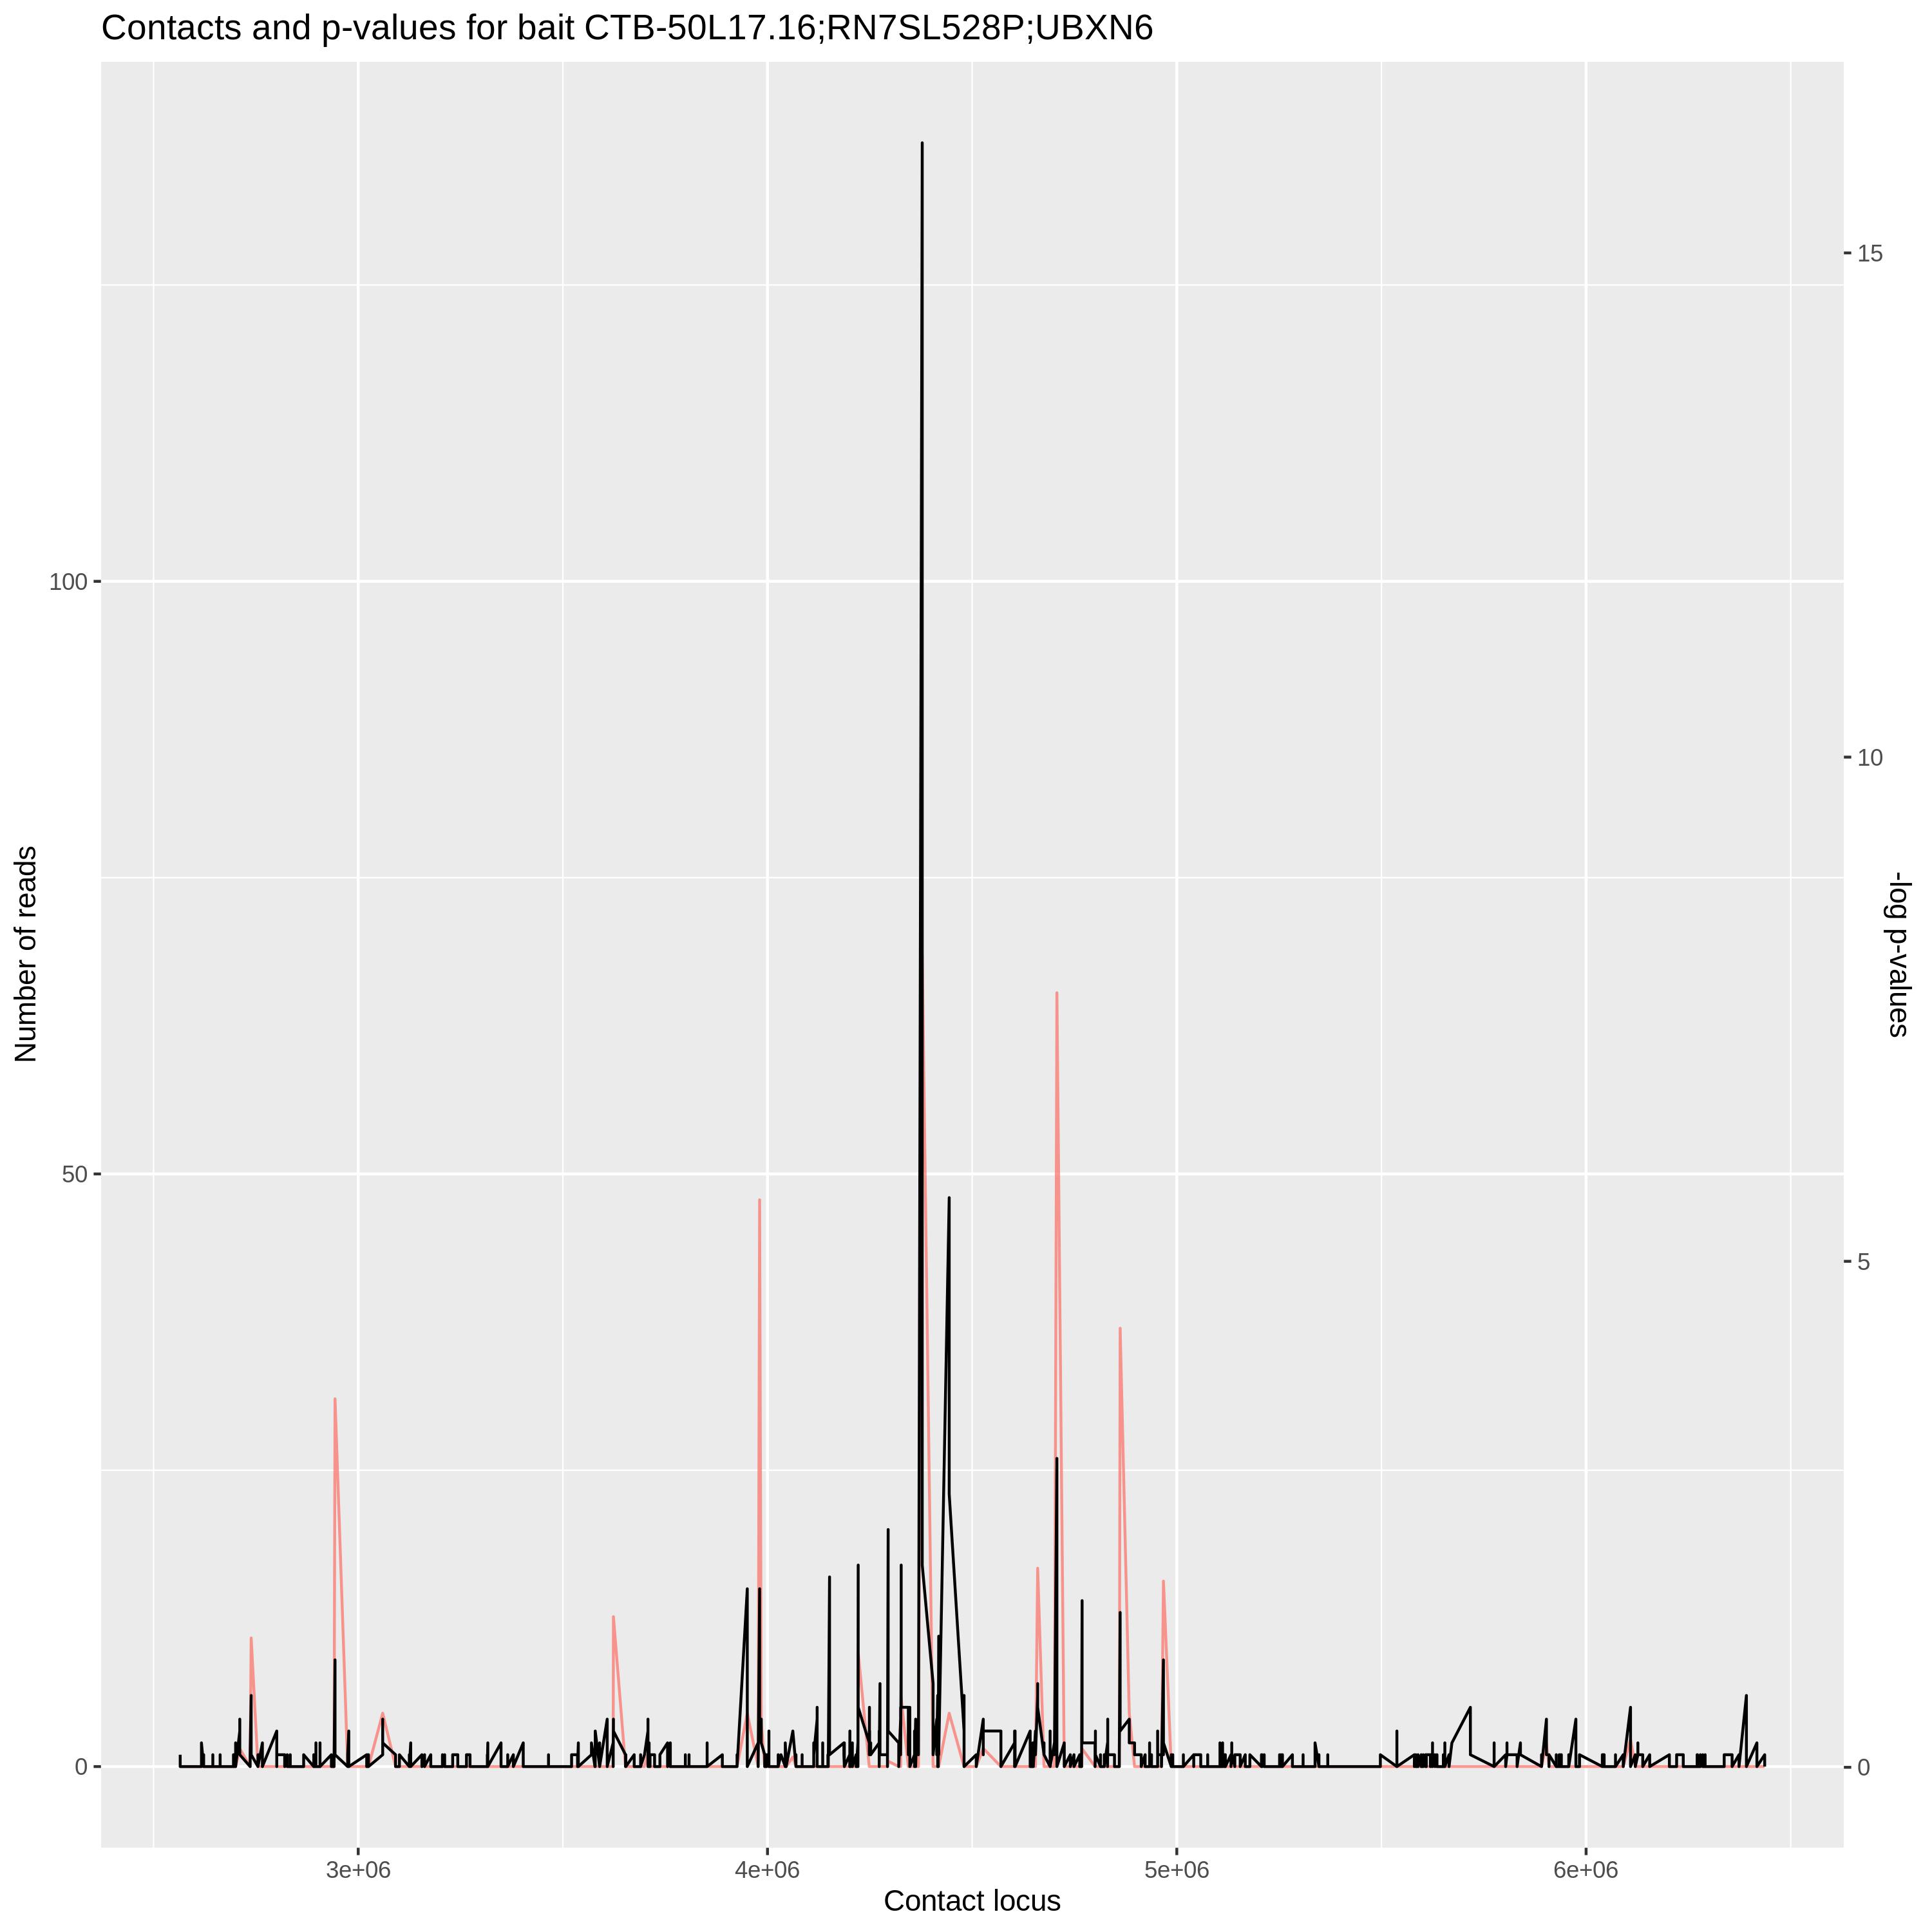 Contacts and p-values for bait CTB-50L17.16;RN7SL528P;UBXN6
Number of reads
100
50
0
15
10
5
0
-log p-values
3e+06
4e+06
5e+06
6e+06
Contact locus